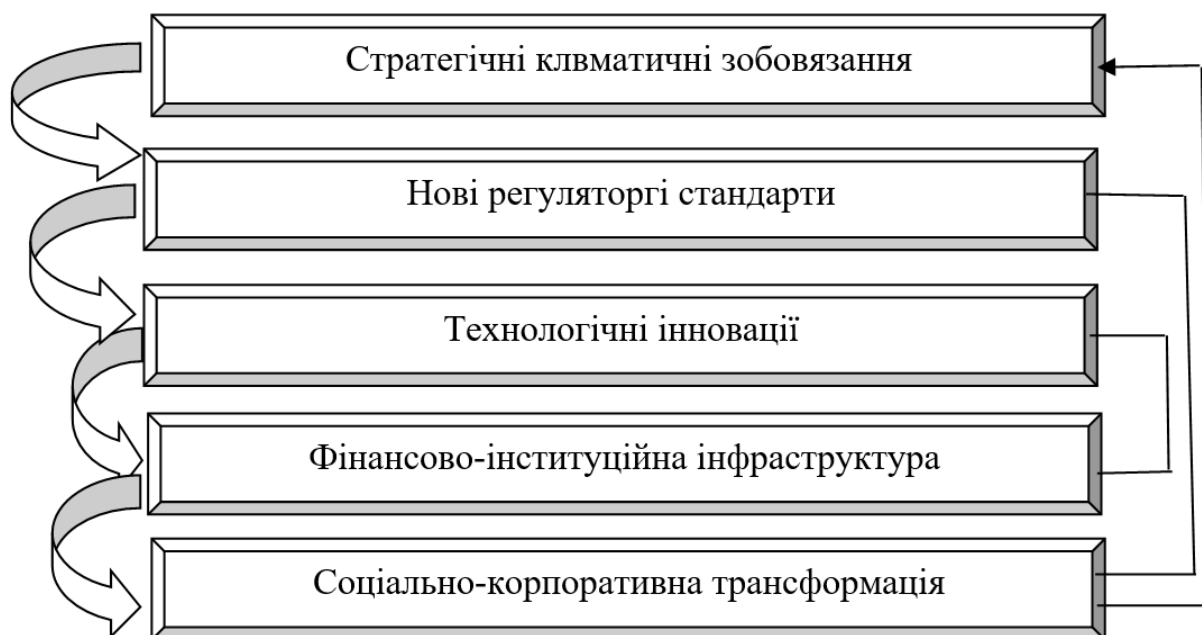 Стратегічні клвматичні зобовязання
Нові регуляторгі стандарти
Технологічні інновації
Фінансово-інституційна інфраструктура
Соціально-корпоративна трансформація